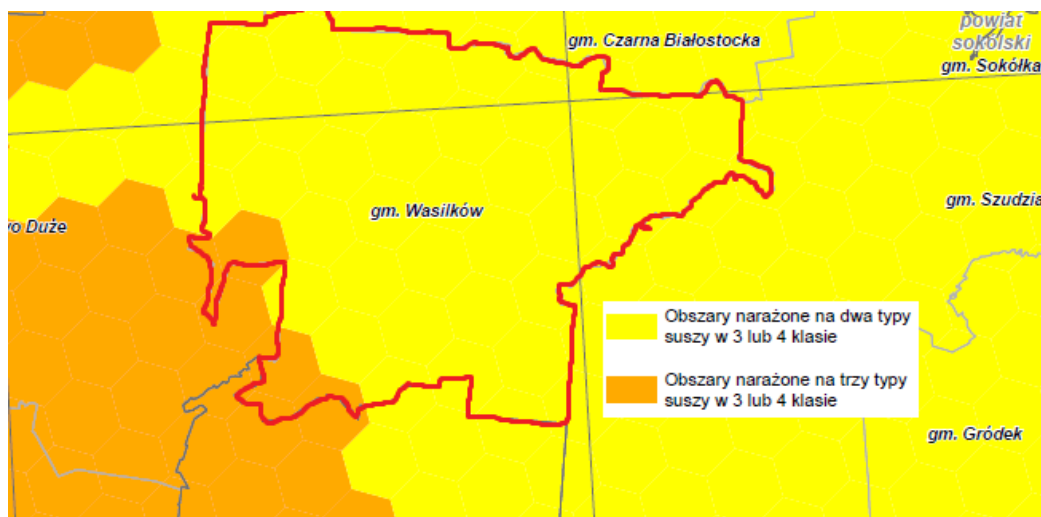 powiat
sokólski
gm. Czarna Białostocka
gm. Sokółka
gm. Wasilków
gm. Szudzia
vo Duże
Obszary narażone na dwa typy
suszy w 3 lub 4 klasie
Obszary narażone na trzy typy
suszy w 3 lub 4 klasie
gm. Gródek